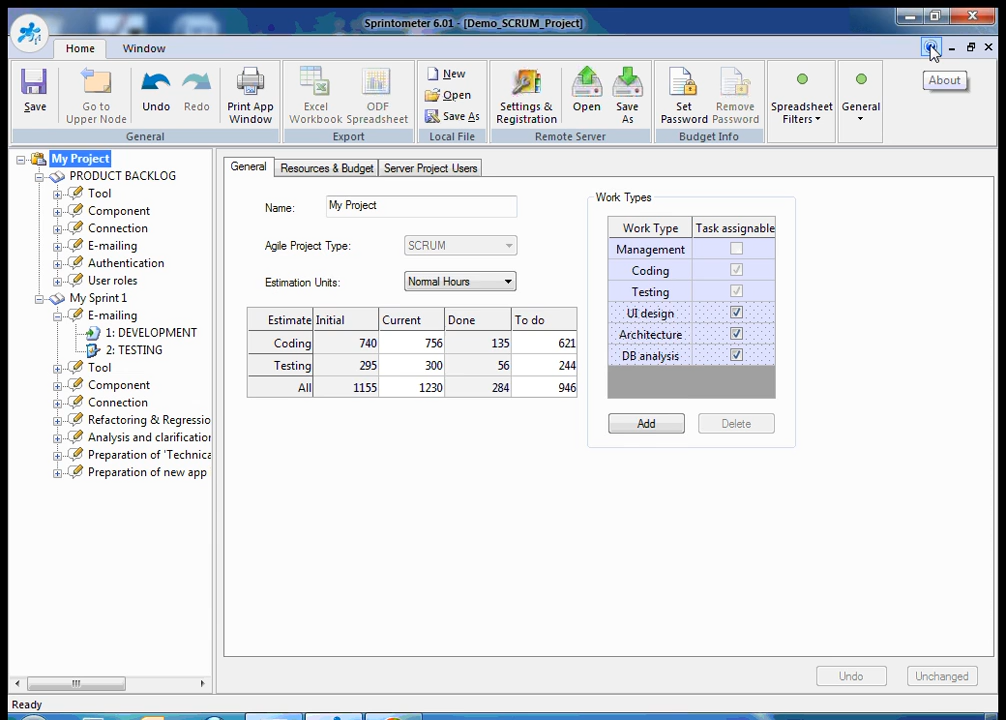 Sprintometer 6.01 - [Demo_SCRUM_Project]
Home Window
About
Save
Go to Upper Node
Undo
Redo
Print App Window
General
Excel Workbook
ODF Spreadsheet
Export
New
Open
Save As
Local File
Settings & Registration
Open
Save As
Remote Server
Set Password
Remove Password
Budget Info
Spreadsheet Filters
General
My Project
PRODUCT BACKLOG
Tool
Component
Connection
E-mailing
Authentication
User roles
My Sprint 1
E-mailing
1: DEVELOPMENT
2: TESTING
Tool
Component
Connection
Refactoring & Regressio
Analysis and clarification
Preparation of 'Technica
Preparation of new app
General Resources & Budget Server Project Users
Name: My Project
Agile Project Type: SCRUM
Estimation Units: Normal Hours
Estimate Initial Current Done To do
Coding 740 756 135 621
Testing 295 300 56 244
All 1155 1230 284 946
Work Types
Work Type Task assignable
Management
Coding
Testing
UI design
Architecture
DB analysis
Add Delete
Undo Unchanged
Ready